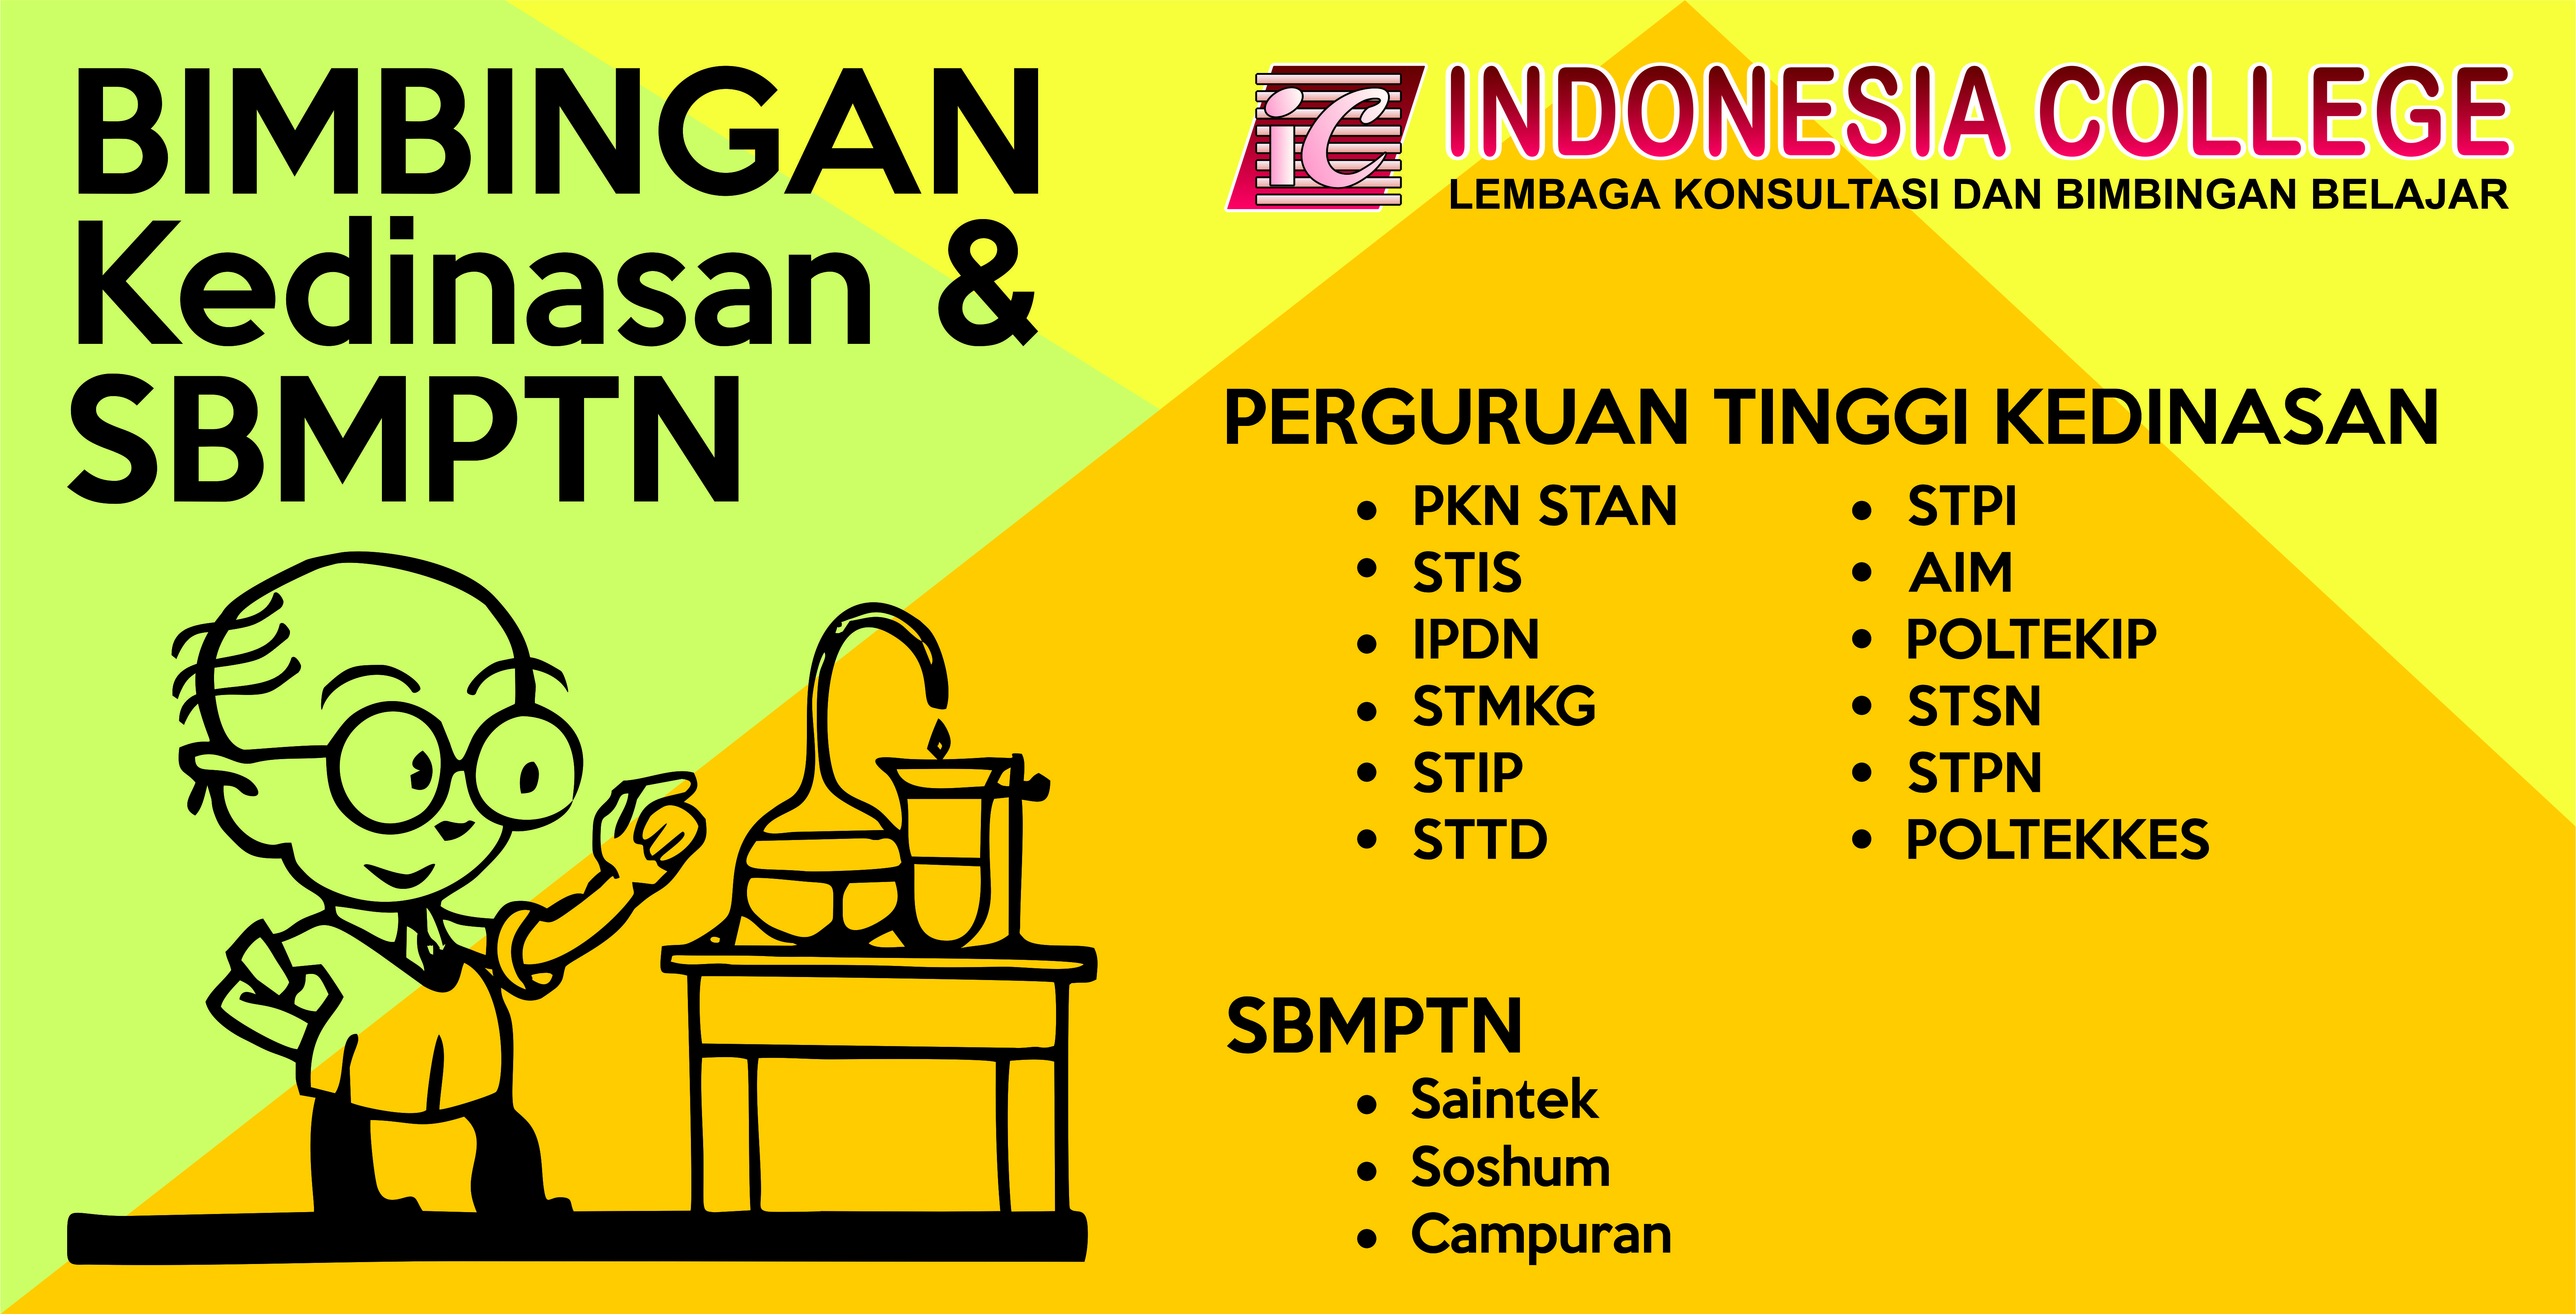 BIMBINGAN
Kedinasan &
SBMPTN
iC
INDONESIA COLLEGE
LEMBAGA KONSULTASI DAN BIMBINGAN BELAJAR
PERGURUAN TINGGI KEDINASAN
• PKN STAN
• STIS
• IPDN
• STMKG
• STIP
• STTD
• STPI
• AIM
• POLTEKIP
• STSN
• STPN
• POLTEKKES
SBMPTN
• Saintek
• Soshum
• Campuran